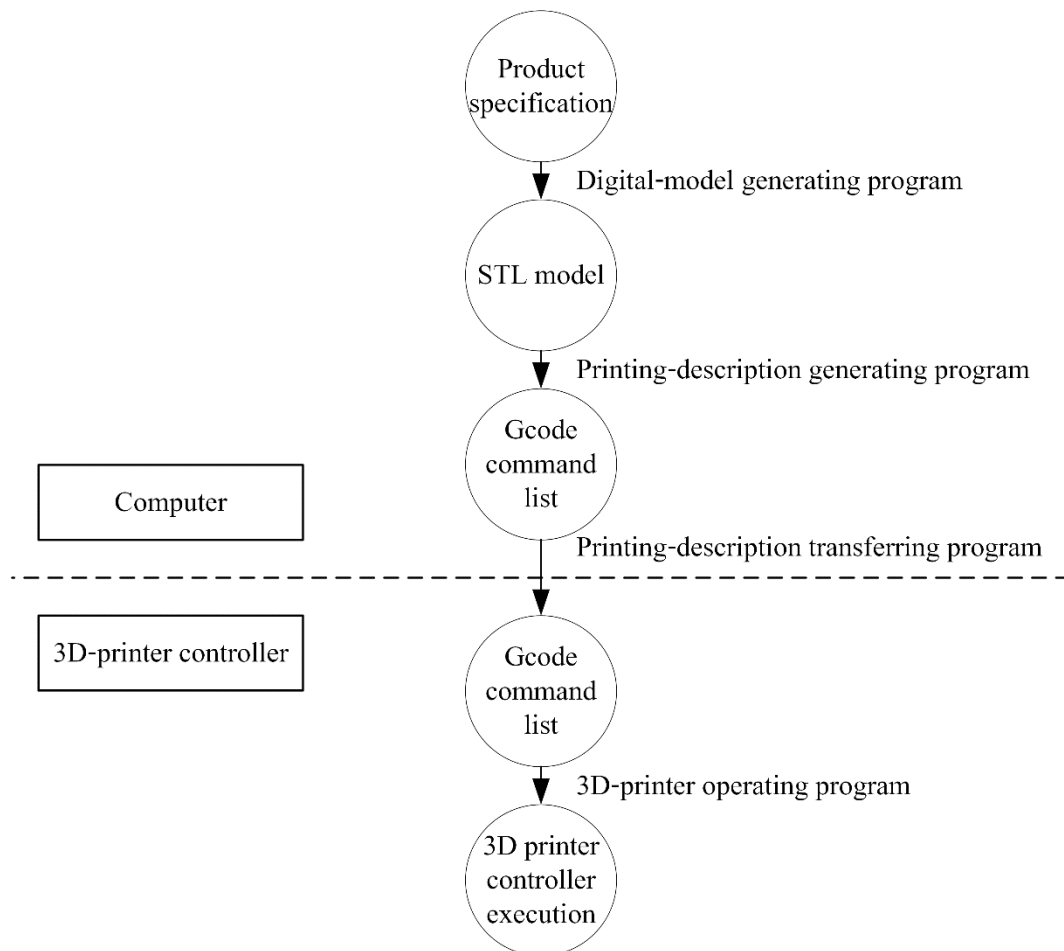 Product
specification
Digital-model generating program
STL model
Printing-description generating program
Gcode
command
list
Computer
Printing-description transferring program
3D-printer controller
Gcode
command
list
3D-printer operating program
3D printer
controller
execution